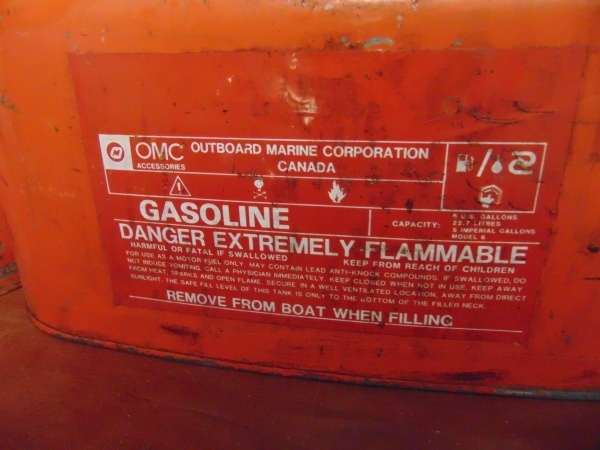 OMC
ACCESSORIES
OUTBOARD MARINE CORPORATION
CANADA
GASOLINE
CAPACITY:
6 U.S. GALLONS
22.7 LITRES
5 IMPERIAL GALLONS
MODEL 6
DANGER EXTREMELY FLAMMABLE
HARMFUL OR FATAL IF SWALLOWED KEEP FROM REACH OF CHILDREN
FOR USE AS A MOTOR FUEL ONLY. MAY CONTAIN LEAD ANTI-KNOCK COMPOUNDS. IF SWALLOWED, DO
NOT INDUCE VOMITING. CALL A PHYSICIAN IMMEDIATELY. KEEP CLOSED WHEN NOT IN USE. KEEP AWAY
FROM HEAT, SPARKS AND OPEN FLAME. SECURE IN A WELL VENTILATED LOCATION, AWAY FROM DIRECT
SUNLIGHT. THE SAFE FILL LEVEL OF THIS TANK IS ONLY TO THE BOTTOM OF THE FILLER NECK.
REMOVE FROM BOAT WHEN FILLING